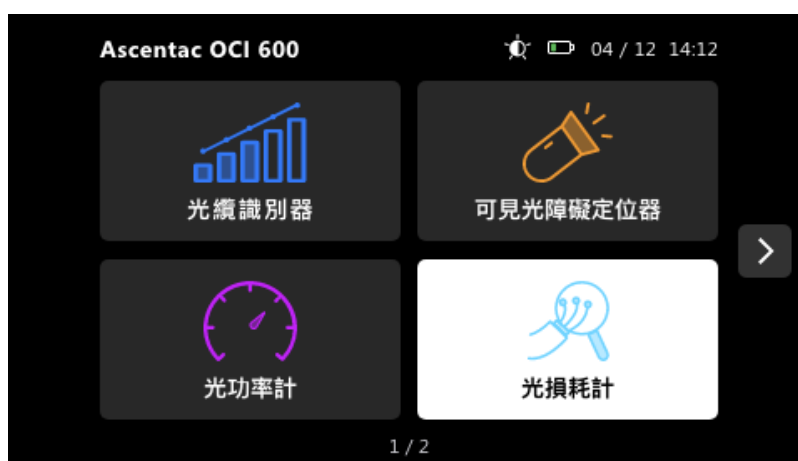 Ascentac OCI 600
04 / 12 14:12
光纜識別器
可見光障礙定位器
光功率計
光損耗計
1 / 2